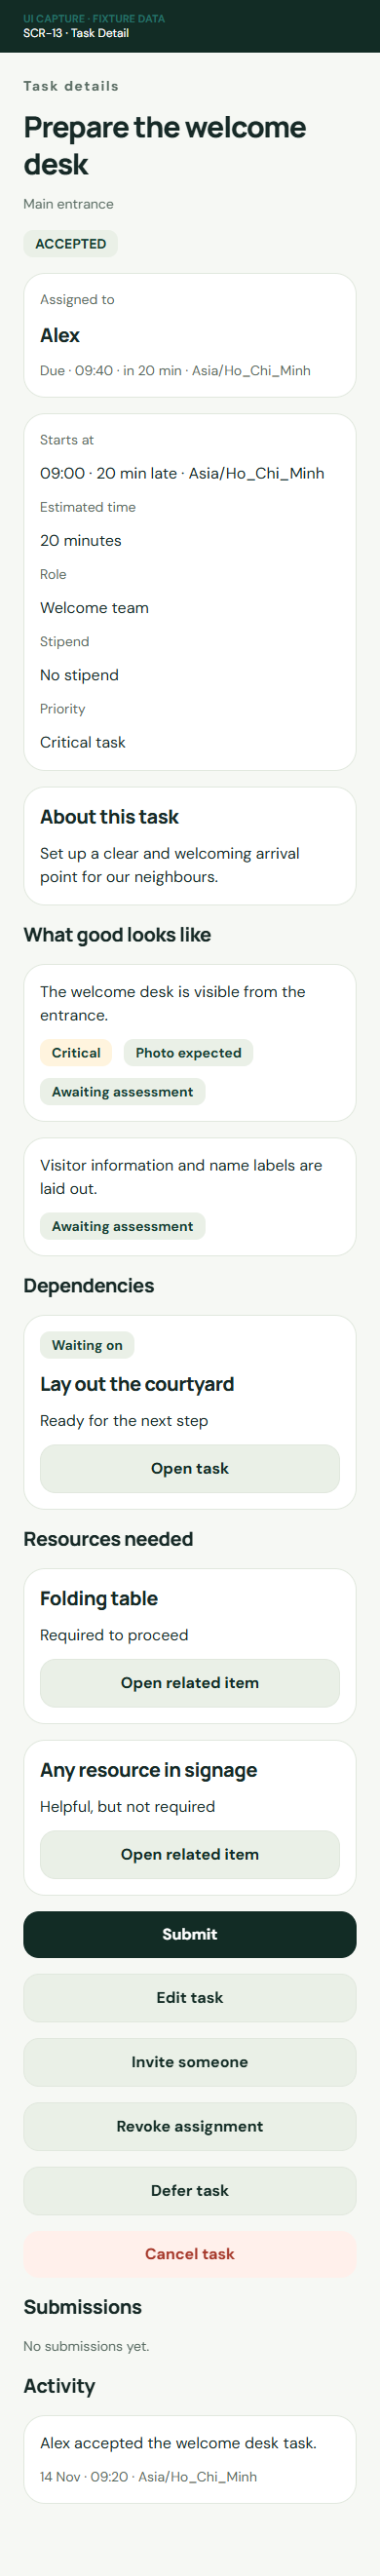 UI CAPTURE · FIXTURE DATA
SCR-13 · Task Detail
Task details
Prepare the welcome
desk
Main entrance
ACCEPTED
Assigned to
Alex
Due · 09:40 · in 20 min · Asia/Ho_Chi_Minh
Starts at
09:00 · 20 min late · Asia/Ho_Chi_Minh
Estimated time
20 minutes
Role
Welcome team
Stipend
No stipend
Priority
Critical task
About this task
Set up a clear and welcoming arrival
point for our neighbours.
What good looks like
The welcome desk is visible from the
entrance.
Critical
Photo expected
Awaiting assessment
Visitor information and name labels are
laid out.
Awaiting assessment
Dependencies
Waiting on
Lay out the courtyard
Ready for the next step
Open task
Resources needed
Folding table
Required to proceed
Open related item
Any resource in signage
Helpful, but not required
Open related item
Submit
Edit task
Invite someone
Revoke assignment
Defer task
Cancel task
Submissions
No submissions yet.
Activity
Alex accepted the welcome desk task.
14 Nov · 09:20 · Asia/Ho_Chi_Minh